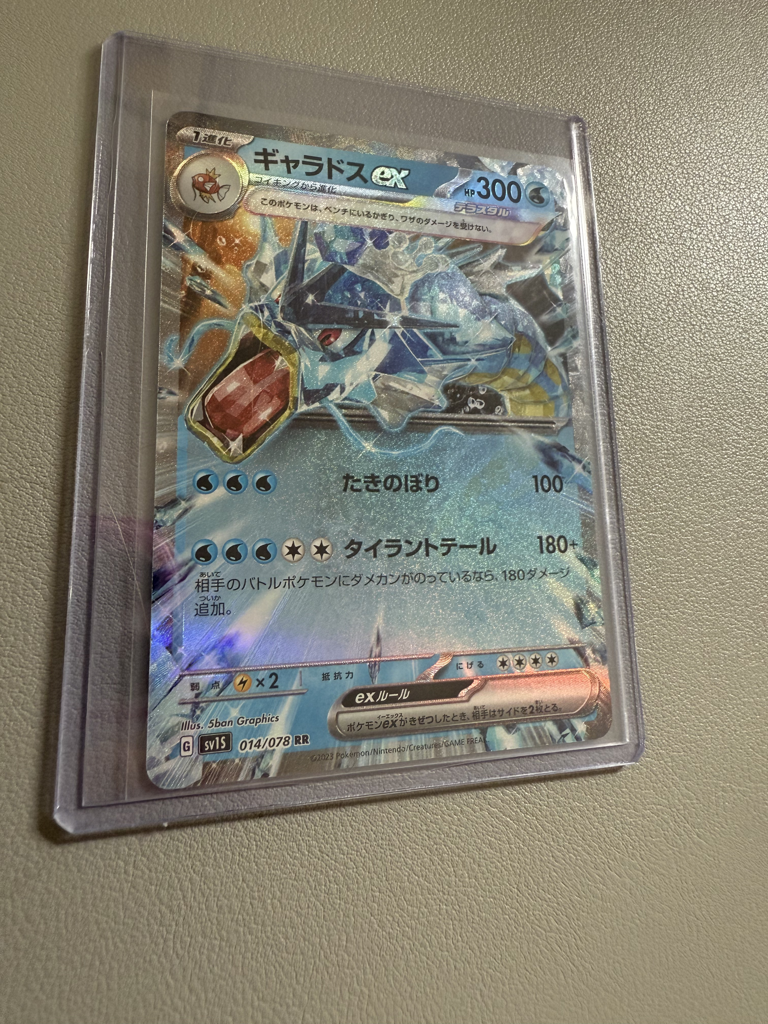 1進化
ギャラドスex
HP 300
コイキングから進化
テラスタル
このポケモンは、ベンチにいるかぎり、ワザのダメージを受けない。
たきのぼり 100
タイラントテール 180+
相手のバトルポケモンにダメカンがのっているなら、180ダメージ
追加。
弱点 ×2 抵抗力 にげる
exルール
ポケモンexがきぜつしたとき、相手はサイドを2枚とる。
Illus. 5ban Graphics
G sv1S 014/078 RR
©2023 Pokémon/Nintendo/Creatures/GAME FREAK